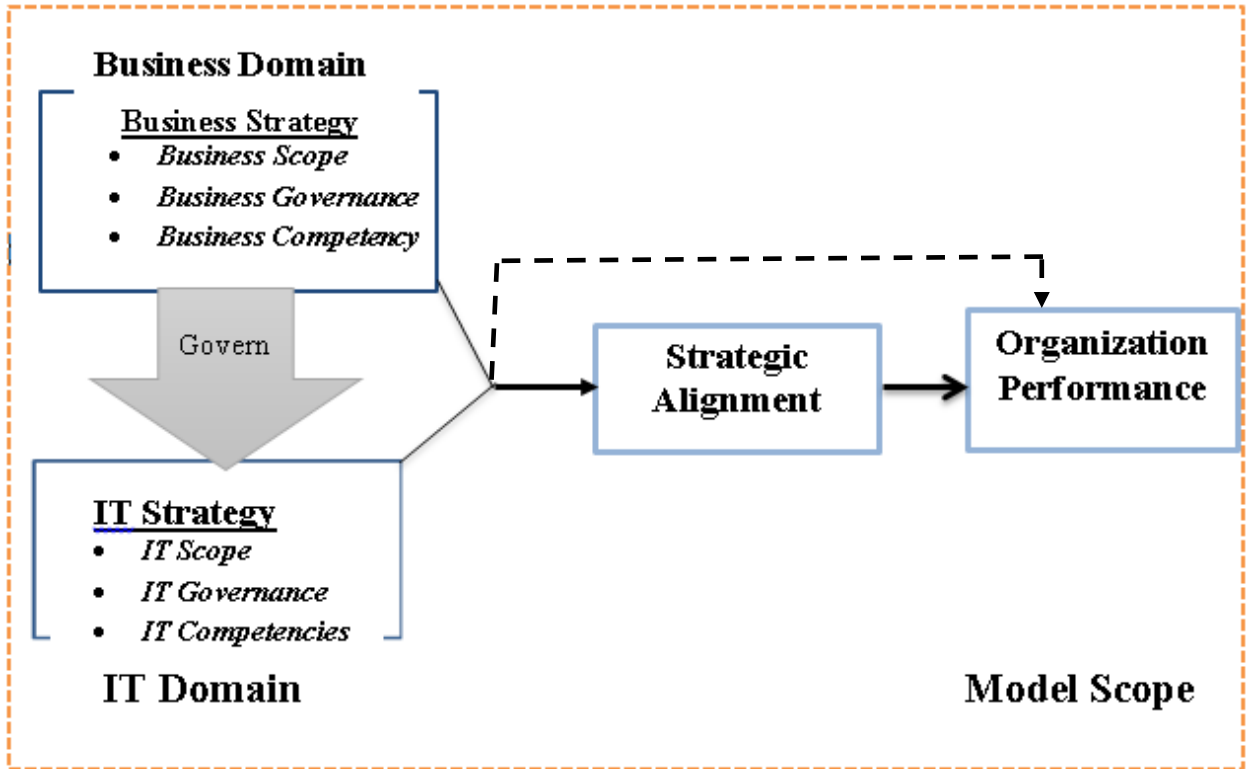 Business Domain
Business Strategy
• Business Scope
• Business Governance
• Business Competency
Govern
Strategic
Alignment
Organization
Performance
IT Strategy
• IT Scope
• IT Governance
• IT Competencies
IT Domain
Model Scope